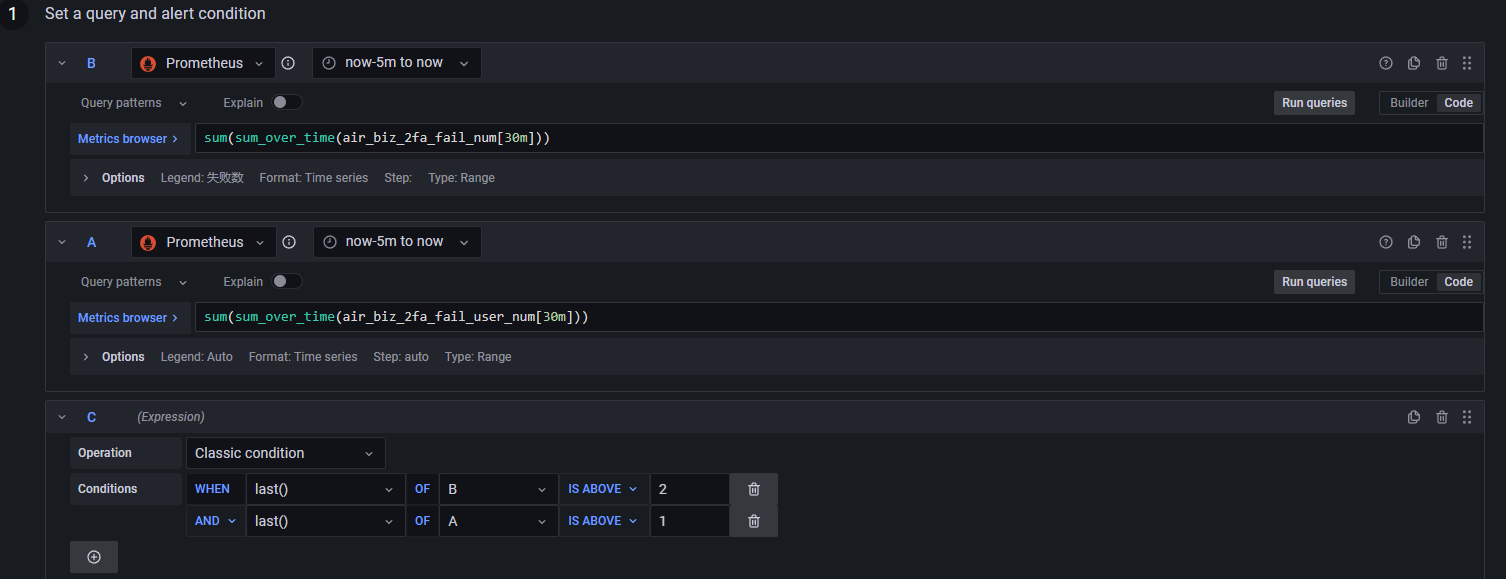 1 Set a query and alert condition
B Prometheus now-5m to now
Query patterns Explain Run queries Builder Code
Metrics browser > sum(sum_over_time(air_biz_2fa_fail_num[30m]))
Options Legend: 失败数 Format: Time series Step: Type: Range
A Prometheus now-5m to now
Query patterns Explain Run queries Builder Code
Metrics browser > sum(sum_over_time(air_biz_2fa_fail_user_num[30m]))
Options Legend: Auto Format: Time series Step: auto Type: Range
C (Expression)
Operation Classic condition
Conditions WHEN last() OF B IS ABOVE 2
AND last() OF A IS ABOVE 1